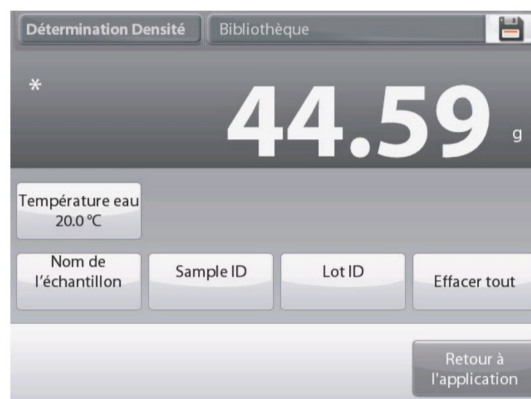 Détermination Densité
Bibliothèque
*
44.59 g
Température eau
20.0 °C
Nom de
l'échantillon
Sample ID
Lot ID
Effacer tout
Retour à
l'application